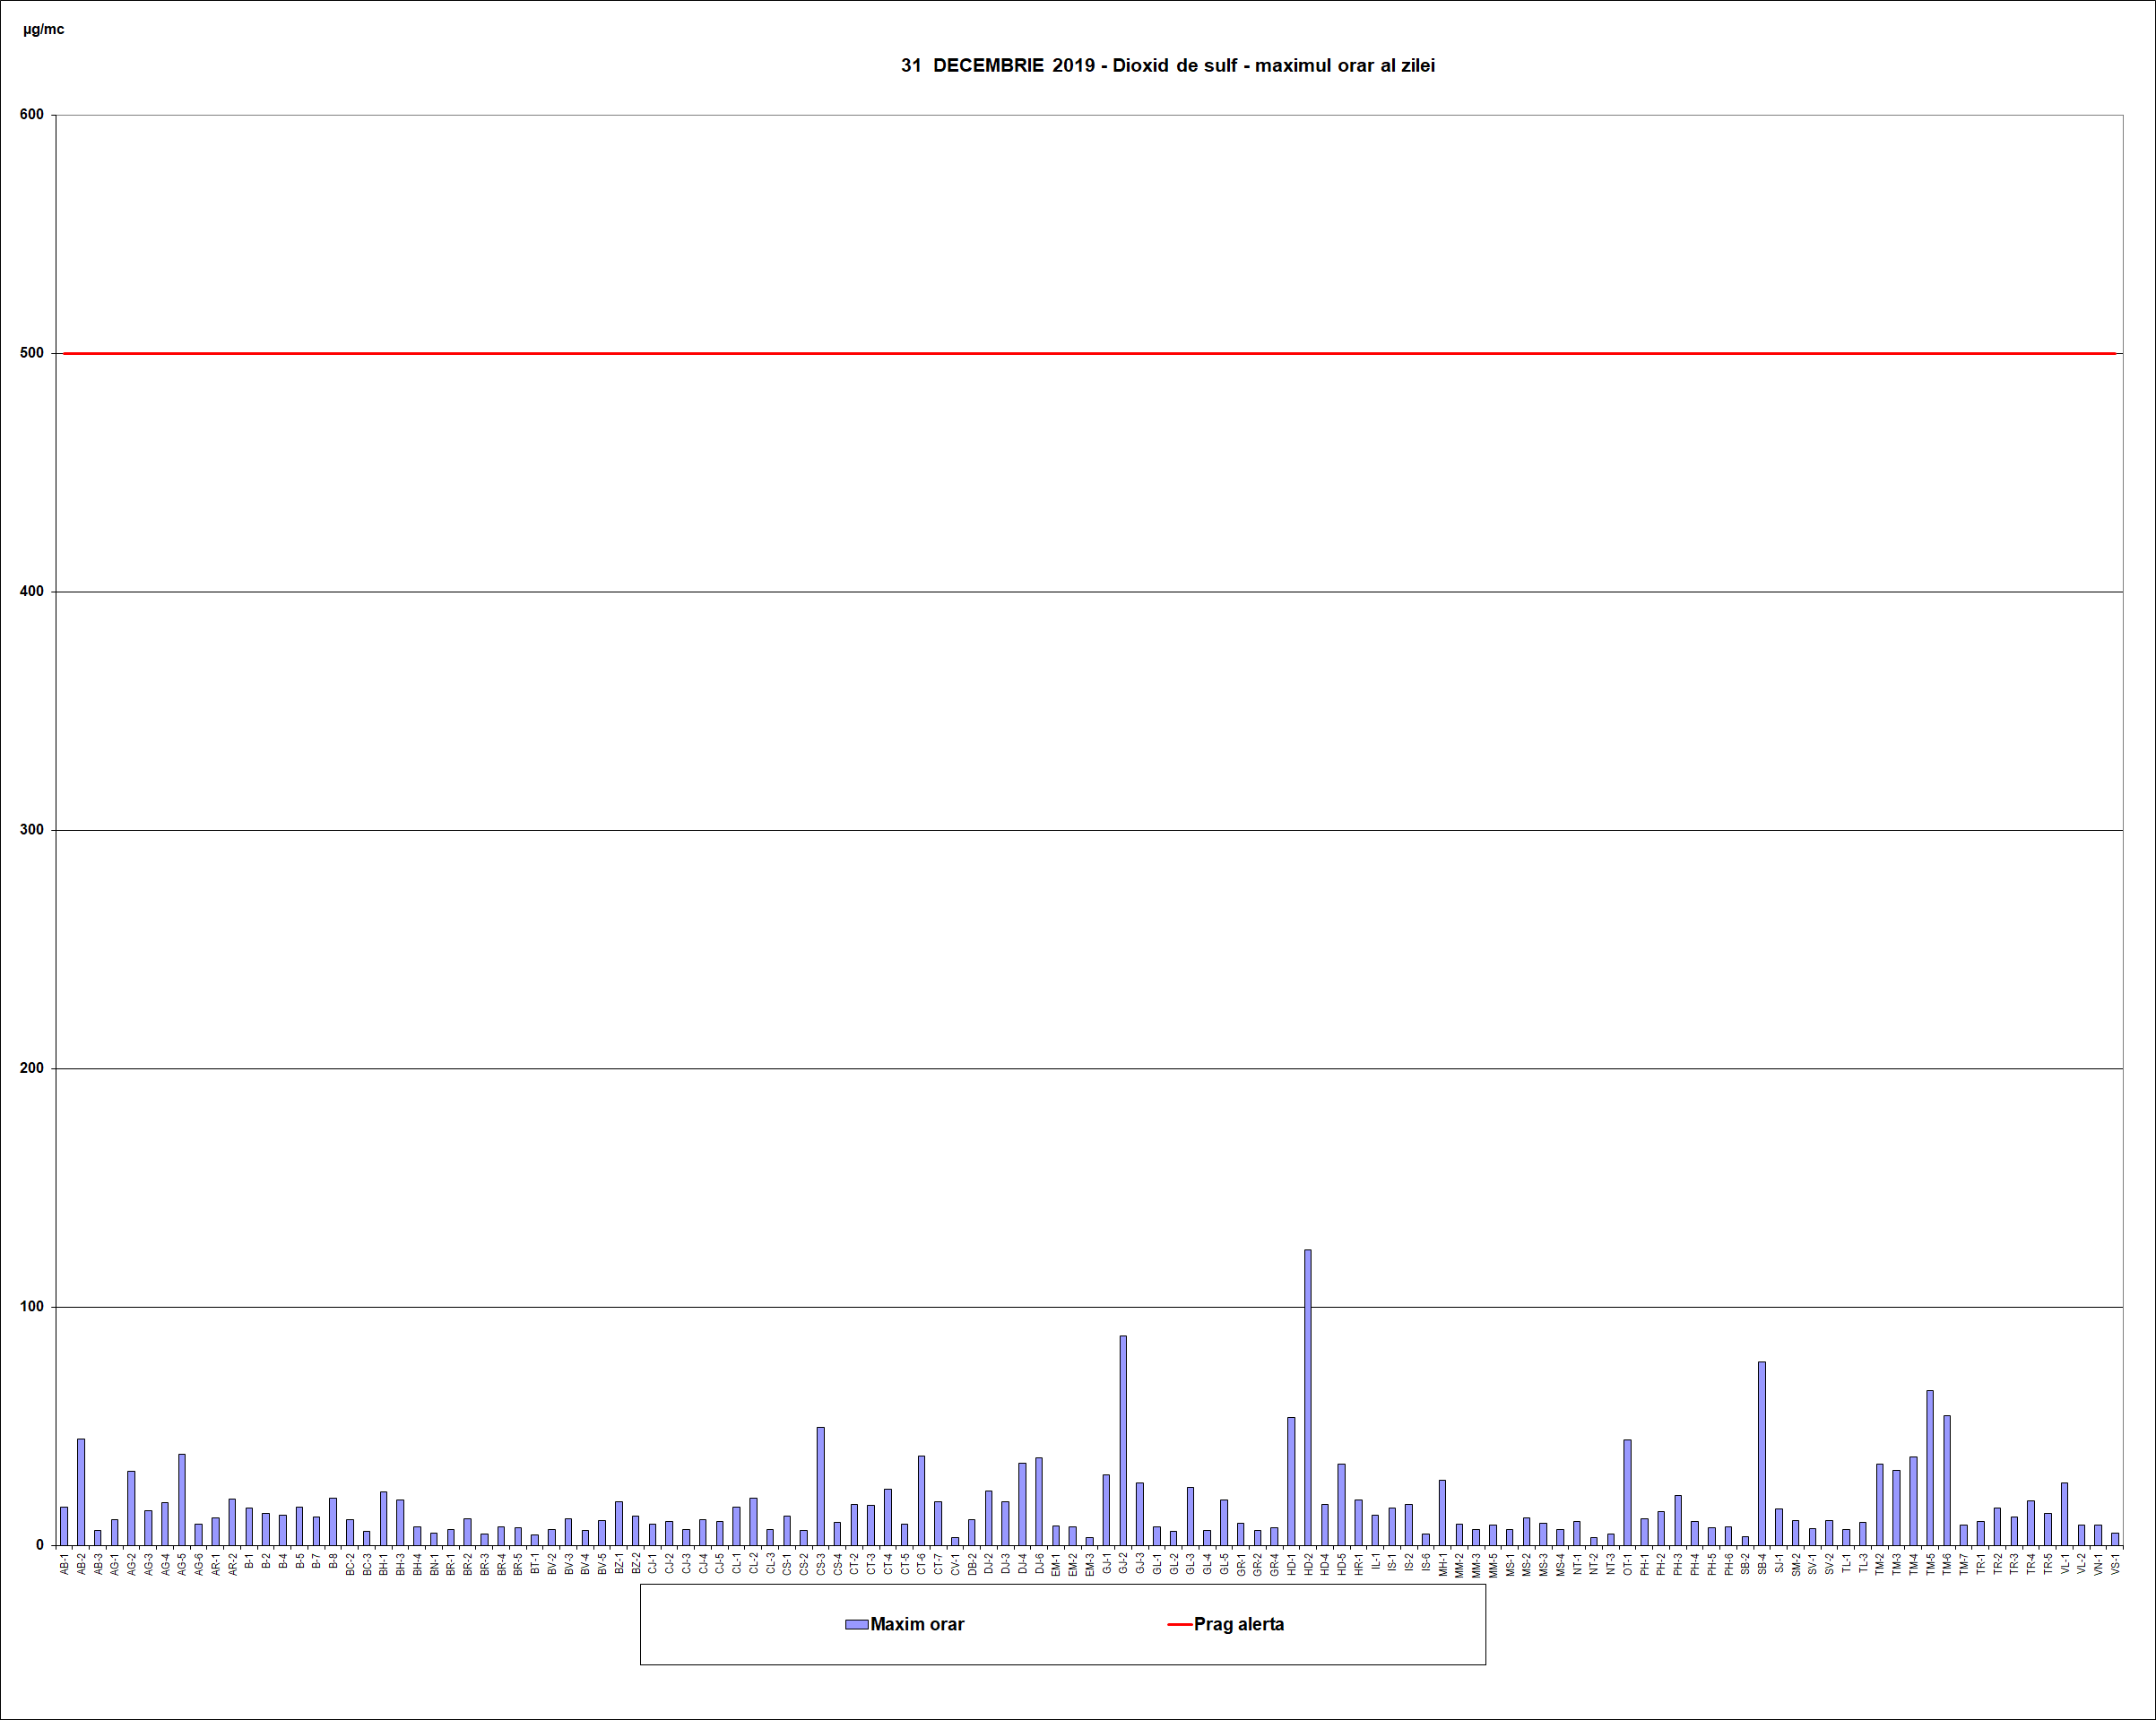 µg/mc
31 DECEMBRIE 2019 - Dioxid de sulf - maximul orar al zilei
600
500
400
300
200
100
0
AB-1 AB-2 AB-3 AG-1 AG-2 AG-3 AG-4 AG-5 AG-6 AR-1 AR-2 B-1 B-2 B-4 B-5 B-7 B-8 BC-2 BC-3 BH-1 BH-3 BH-4 BN-1 BR-1 BR-2 BR-3 BR-4 BR-5 BT-1 BV-2 BV-3 BV-4 BV-5 BZ-1 BZ-2 CJ-1 CJ-2 CJ-3 CJ-4 CJ-5 CL-1 CL-2 CL-3 CS-1 CS-2 CS-3 CS-4 CT-2 CT-3 CT-4 CT-5 CT-6 CT-7 CV-1 DB-2 DJ-2 DJ-3 DJ-4 DJ-6 EM-1 EM-2 EM-3 GJ-1 GJ-2 GJ-3 GL-1 GL-2 GL-3 GL-4 GL-5 GR-1 GR-2 GR-4 HD-1 HD-2 HD-4 HD-5 HR-1 IL-1 IS-1 IS-2 IS-6 MH-1 MM-2 MM-3 MM-5 MS-1 MS-2 MS-3 MS-4 NT-1 NT-2 NT-3 OT-1 PH-1 PH-2 PH-3 PH-4 PH-5 PH-6 SB-2 SB-4 SJ-1 SM-2 SV-1 SV-2 TL-1 TL-3 TM-2 TM-3 TM-4 TM-5 TM-6 TM-7 TR-1 TR-2 TR-3 TR-4 TR-5 VL-1 VL-2 VN-1 VS-1
Maxim orar
Prag alerta